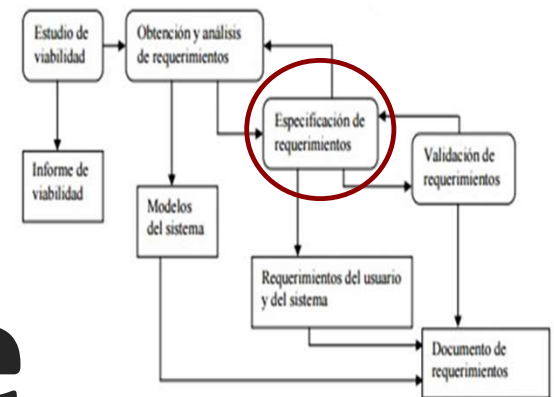 Estudio de
viabilidad
Obtención y análisis
de requerimientos
Especificación de
requerimientos
Validación de
requerimientos
Informe de
viabilidad
Modelos
del sistema
Requerimientos del usuario
y del sistema
Documento de
requerimientos